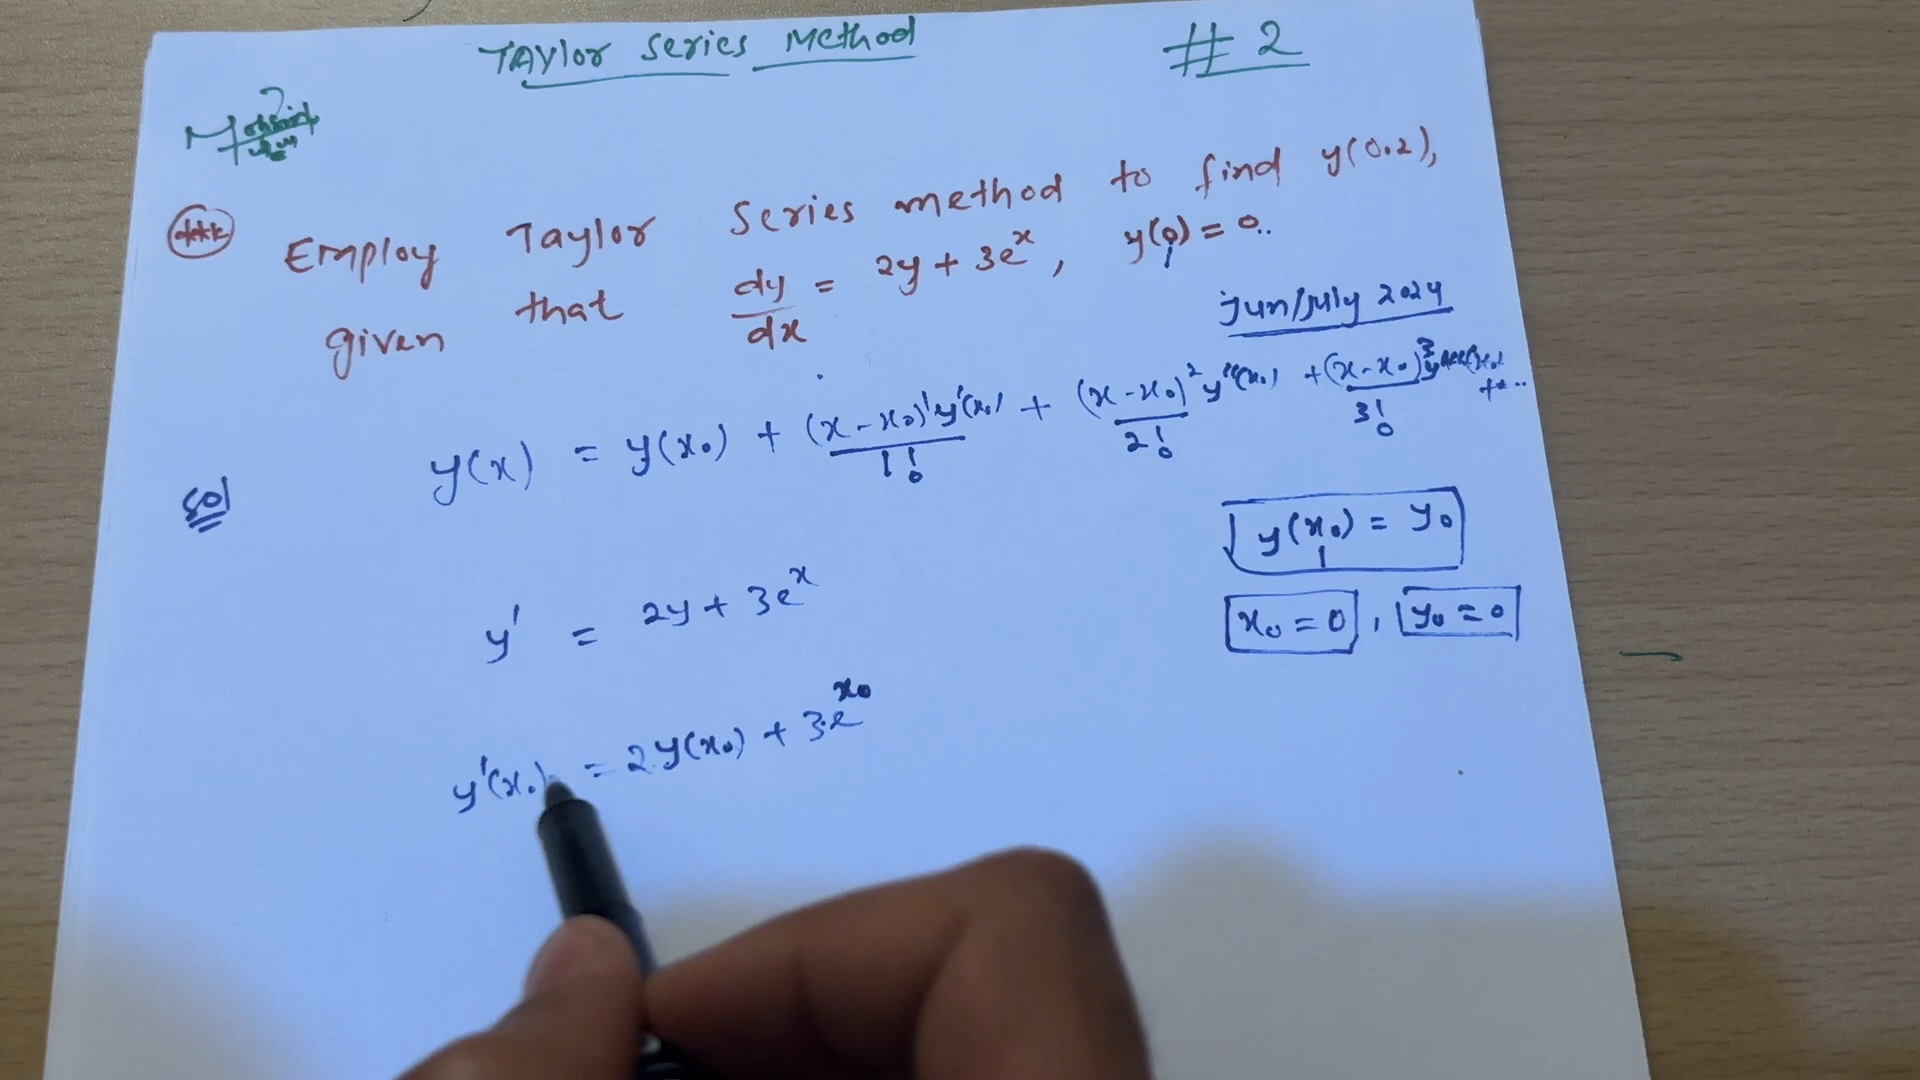 Taylor Series Method
# 2
Employ Taylor Series method to find y(0.2),
given that dy/dx = 2y + 3e^x, y(0) = 0..
Jun/July 2024
y(x) = y(x₀) + (x-x₀)'y'(x₀)/1! + (x-x₀)²y''(x₀)/2! + (x-x₀)³y'''(x₀)/3! + ..
Sol
y(x₀) = y₀
y' = 2y + 3e^x
x₀ = 0, y₀ = 0
y'(x₀) = 2.y(x₀) + 3.e^x₀